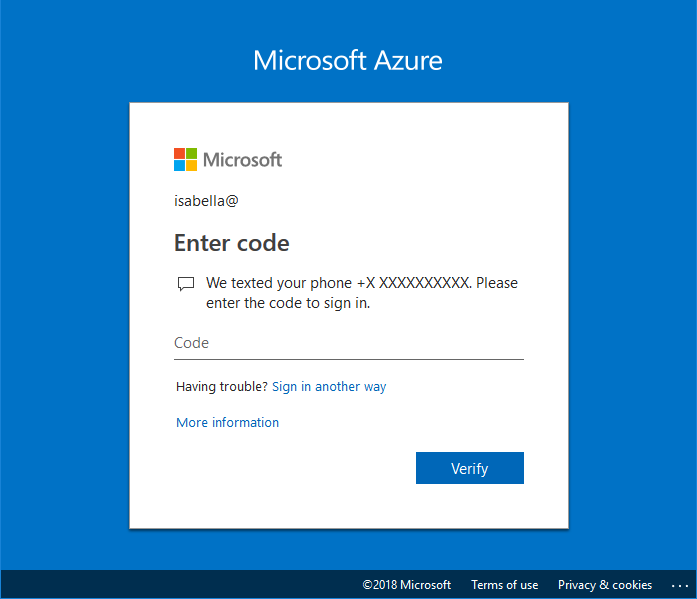 Microsoft Azure
Microsoft
isabella@
Enter code
We texted your phone +X XXXXXXXXXX. Please
enter the code to sign in.
Code
Having trouble? Sign in another way
More information
Verify
©2018 Microsoft Terms of use Privacy & cookies ...